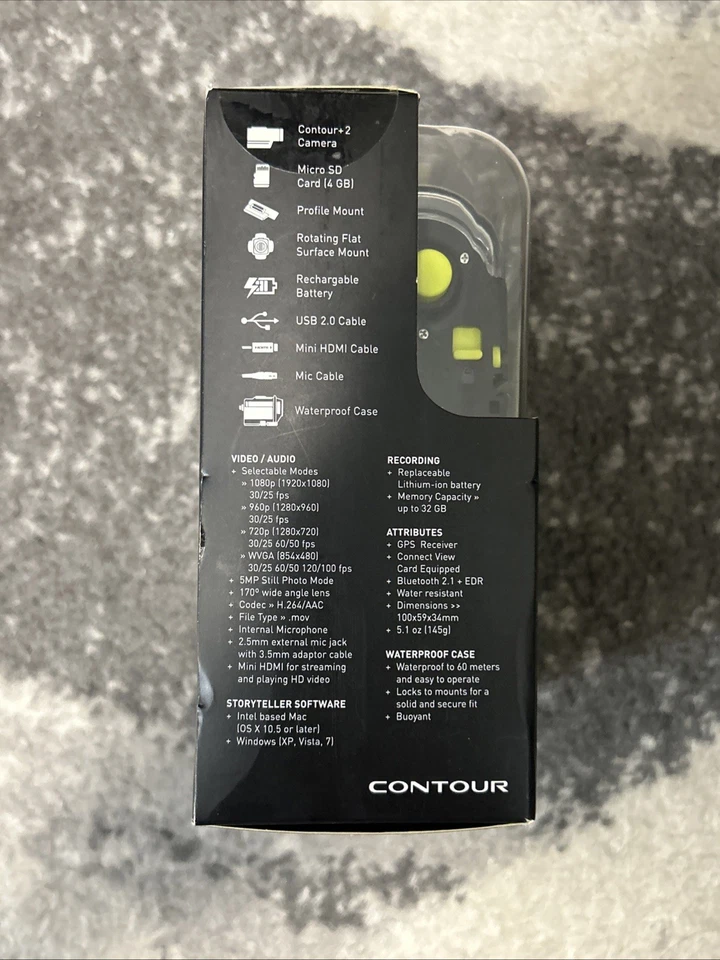 Contour+2
Camera
Micro SD
Card (4 GB)
Profile Mount
Rotating Flat
Surface Mount
Rechargable
Battery
USB 2.0 Cable
Mini HDMI Cable
Mic Cable
Waterproof Case
VIDEO / AUDIO
+ Selectable Modes
» 1080p (1920x1080)
30/25 fps
» 960p (1280x960)
30/25 fps
» 720p (1280x720)
30/25 60/50 fps
» WVGA (854x480)
30/25 60/50 120/100 fps
+ 5MP Still Photo Mode
+ 170º wide angle lens
+ Codec » H.264/AAC
+ File Type » .mov
+ Internal Microphone
+ 2.5mm external mic jack
with 3.5mm adaptor cable
+ Mini HDMI for streaming
and playing HD video
STORYTELLER SOFTWARE
+ Intel based Mac
(OS X 10.5 or later)
+ Windows (XP, Vista, 7)
RECORDING
+ Replaceable
Lithium-ion battery
+ Memory Capacity »
up to 32 GB
ATTRIBUTES
+ GPS Receiver
+ Connect View
Card Equipped
+ Bluetooth 2.1 + EDR
+ Water resistant
+ Dimensions >>
100x59x34mm
+ 5.1 oz (145g)
WATERPROOF CASE
+ Waterproof to 60 meters
and easy to operate
+ Locks to mounts for a
solid and secure fit
+ Buoyant
CONTOUR